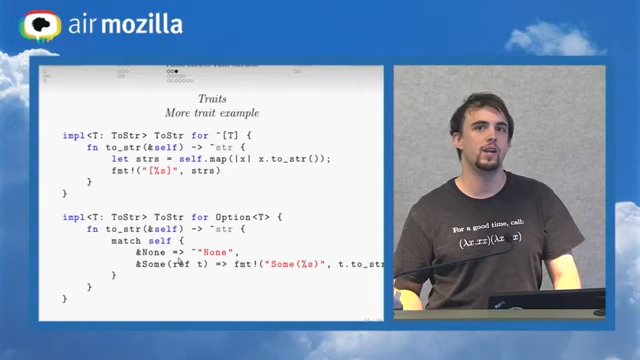 air mozilla
Traits
More trait example
impl<T: ToStr> ToStr for ~[T] {
fn to_str(&self) -> ~str {
let strs = self.map(|x| x.to_str());
fmt!("[%s]", strs)
}
}
impl<T: ToStr> ToStr for Option<T> {
fn to_str(&self) -> ~str {
match self {
&None => ~"None",
&Some(ref t) => fmt!("Some(%s)", t.to_str
}
}
}
For a good time, call:
(λx.xx)(λx x)